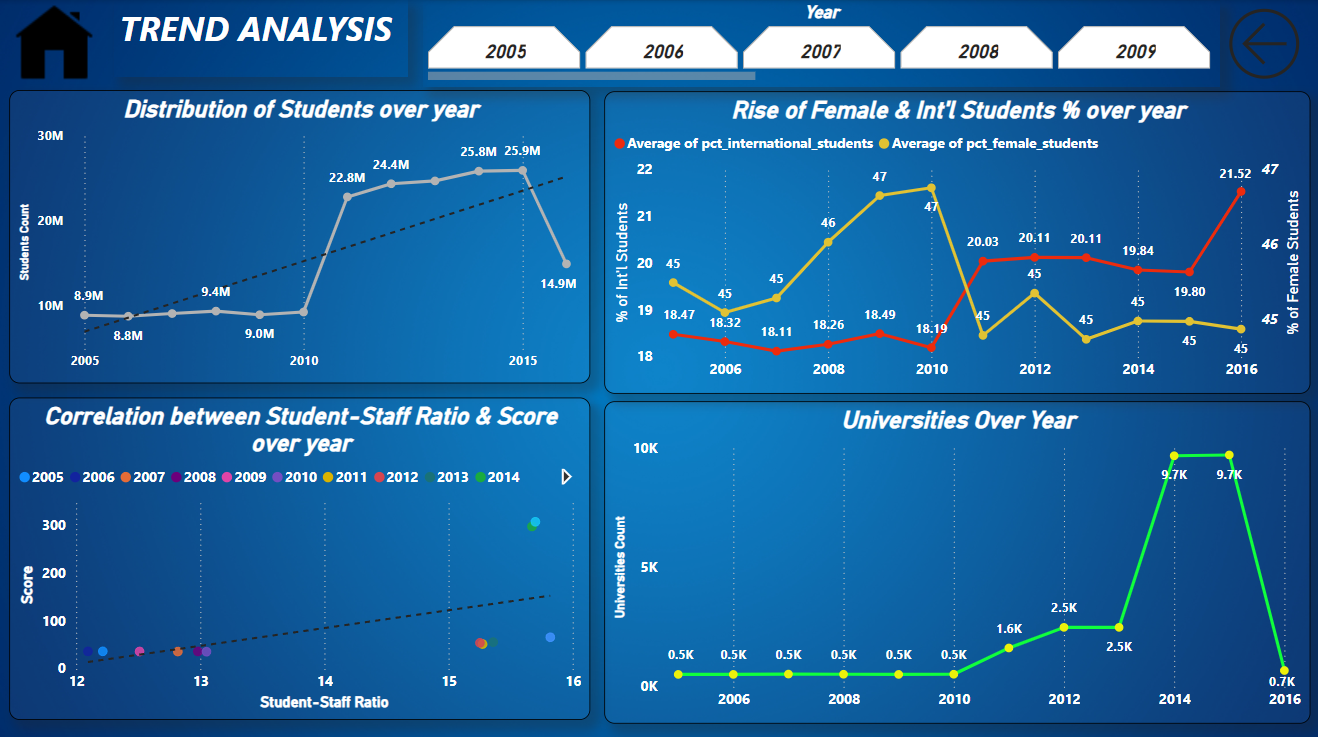 TREND ANALYSIS
Year
2005 2006 2007 2008 2009
Distribution of Students over year
Students Count
30M
20M
10M
8.9M
8.8M
9.4M
9.0M
22.8M
24.4M
25.8M
25.9M
14.9M
2005 2010 2015
Rise of Female & Int'l Students % over year
Average of pct_international_students Average of pct_female_students
% of Int'l Students
22
21
20
19
18
45
45
45
46
47
47
45
45
45
45
45
45
18.47
18.32
18.11
18.26
18.49
18.19
20.03
20.11
20.11
19.84
19.80
21.52
47
46
45
% of Female Students
2006 2008 2010 2012 2014 2016
Correlation between Student-Staff Ratio & Score
over year
2005 2006 2007 2008 2009 2010 2011 2012 2013 2014
Score
300
200
100
0
12 13 14 15 16
Student-Staff Ratio
Universities Over Year
Universities Count
10K
5K
0K
0.5K 0.5K 0.5K 0.5K 0.5K 0.5K
1.6K
2.5K
2.5K
9.7K
9.7K
0.7K
2006 2008 2010 2012 2014 2016